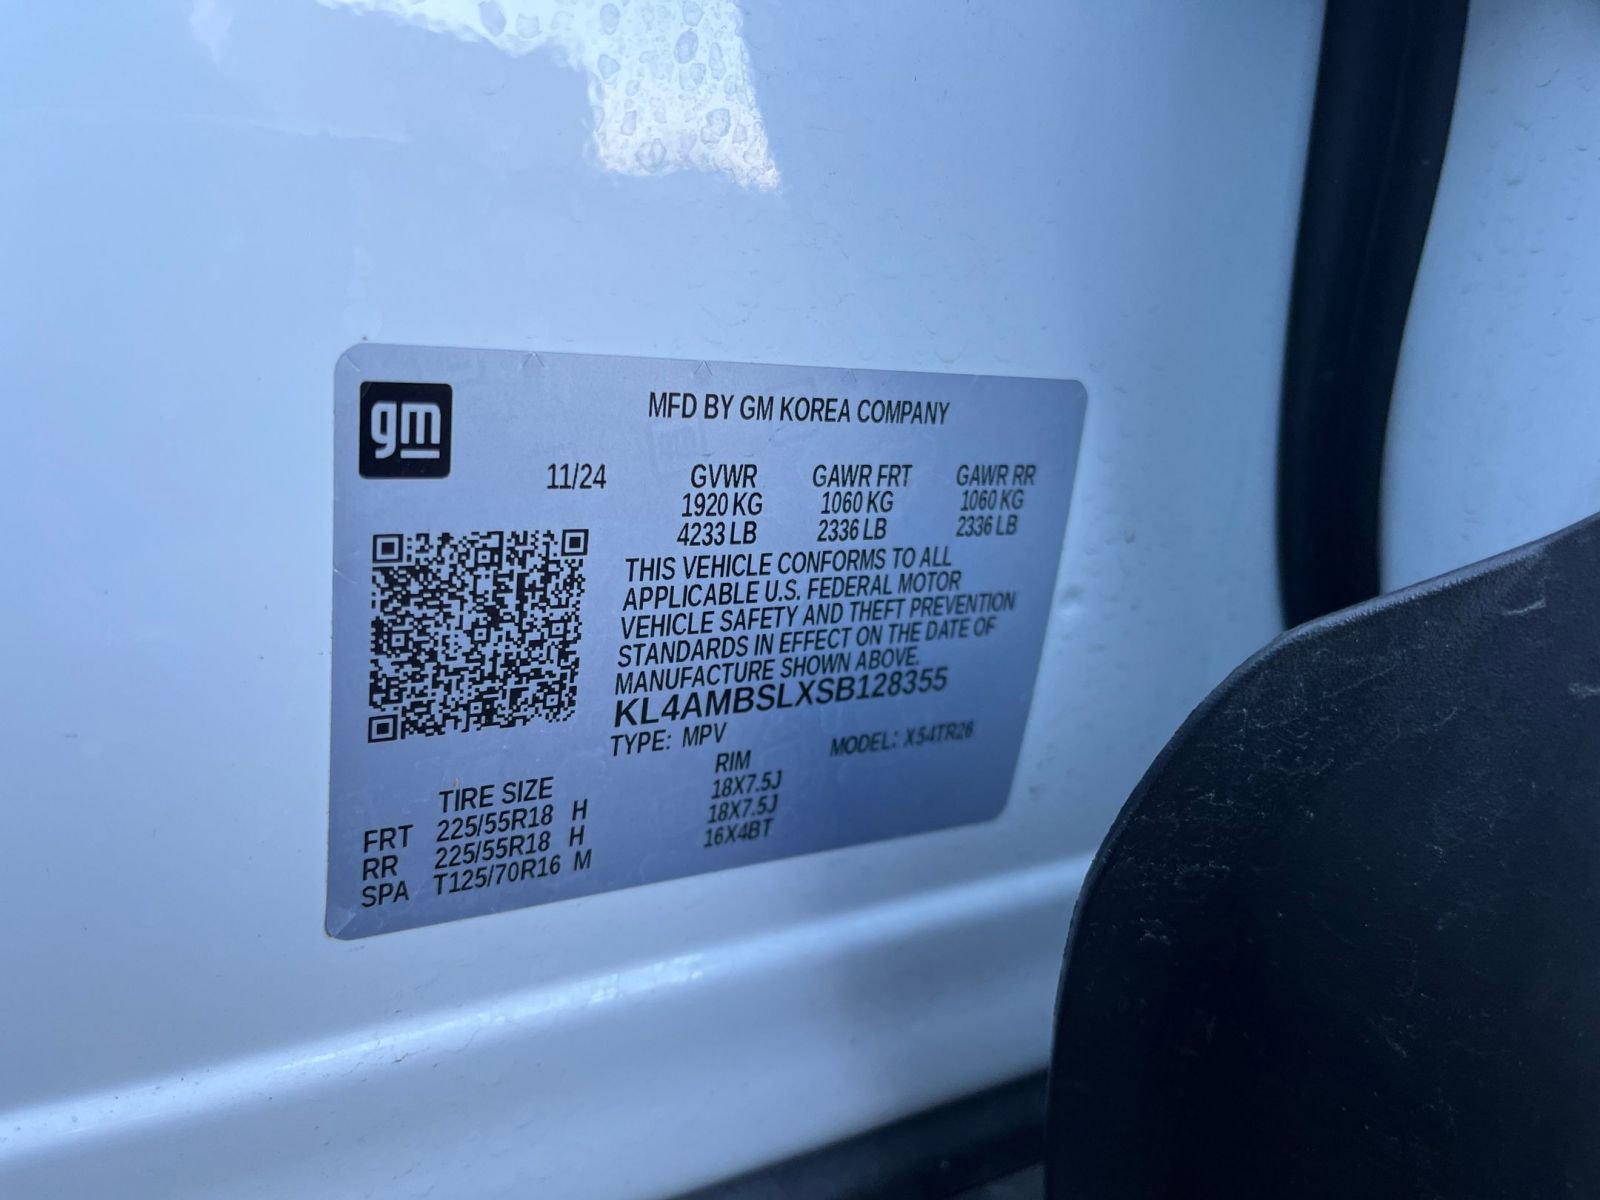 gm
MFD BY GM KOREA COMPANY
11/24 GVWR GAWR FRT GAWR RR
1920 KG 1060 KG 1060 KG
4233 LB 2336 LB 2336 LB
THIS VEHICLE CONFORMS TO ALL
APPLICABLE U.S. FEDERAL MOTOR
VEHICLE SAFETY AND THEFT PREVENTION
STANDARDS IN EFFECT ON THE DATE OF
MANUFACTURE SHOWN ABOVE.
KL4AMBSLXSB128355
TYPE: MPV MODEL: X54TR26
TIRE SIZE RIM
FRT 225/55R18 H 18X7.5J
RR 225/55R18 H 18X7.5J
SPA T125/70R16 M 16X4BT